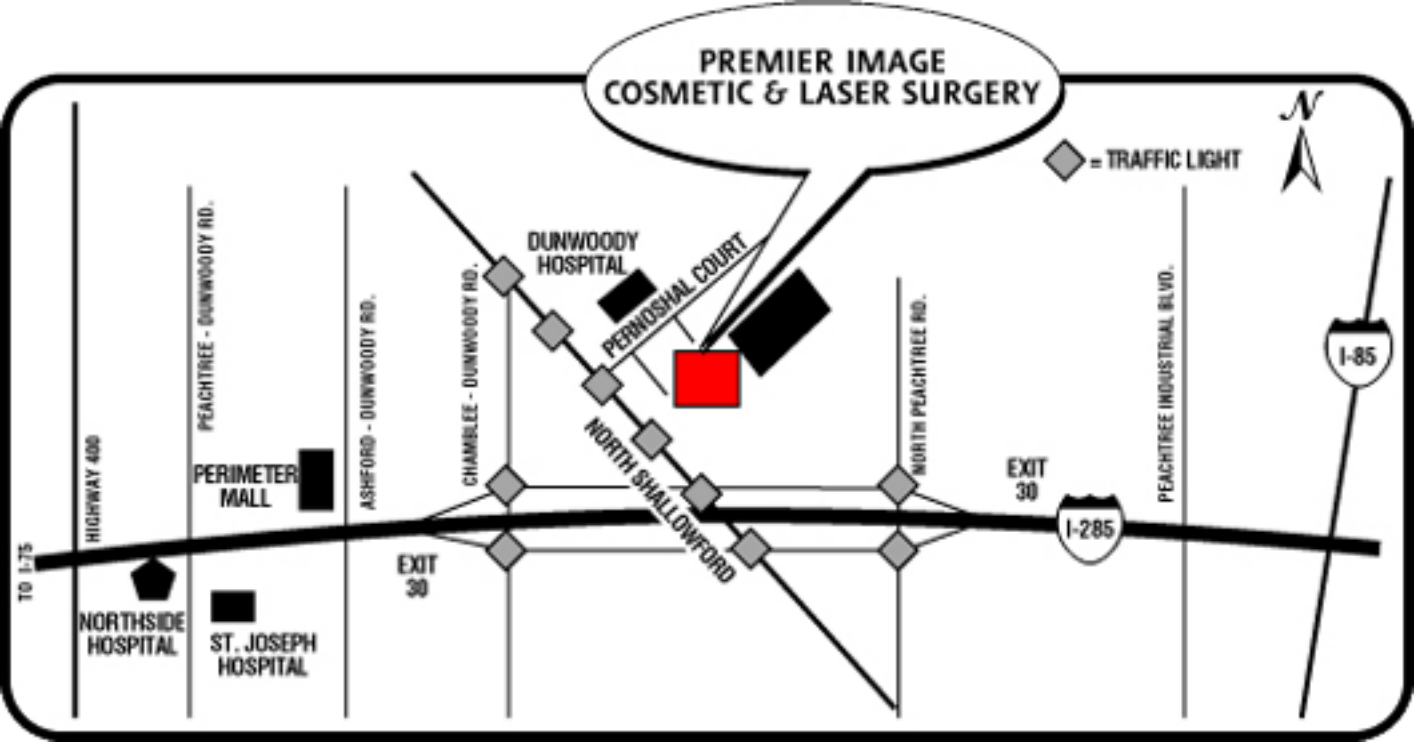 PREMIER IMAGE
COSMETIC & LASER SURGERY
N
= TRAFFIC LIGHT
HIGHWAY 400
PEACHTREE - DUNWOODY RD.
ASHFORD - DUNWOODY RD.
CHAMBLEE - DUNWOODY RD.
DUNWOODY
HOSPITAL
PERNOSHAL COURT
NORTH SHALLOWFORD
NORTH PEACHTREE RD.
PEACHTREE INDUSTRIAL BLVD.
I-85
PERIMETER
MALL
EXIT
30
I-285
TO I-75
EXIT
30
NORTHSIDE
HOSPITAL
ST. JOSEPH
HOSPITAL